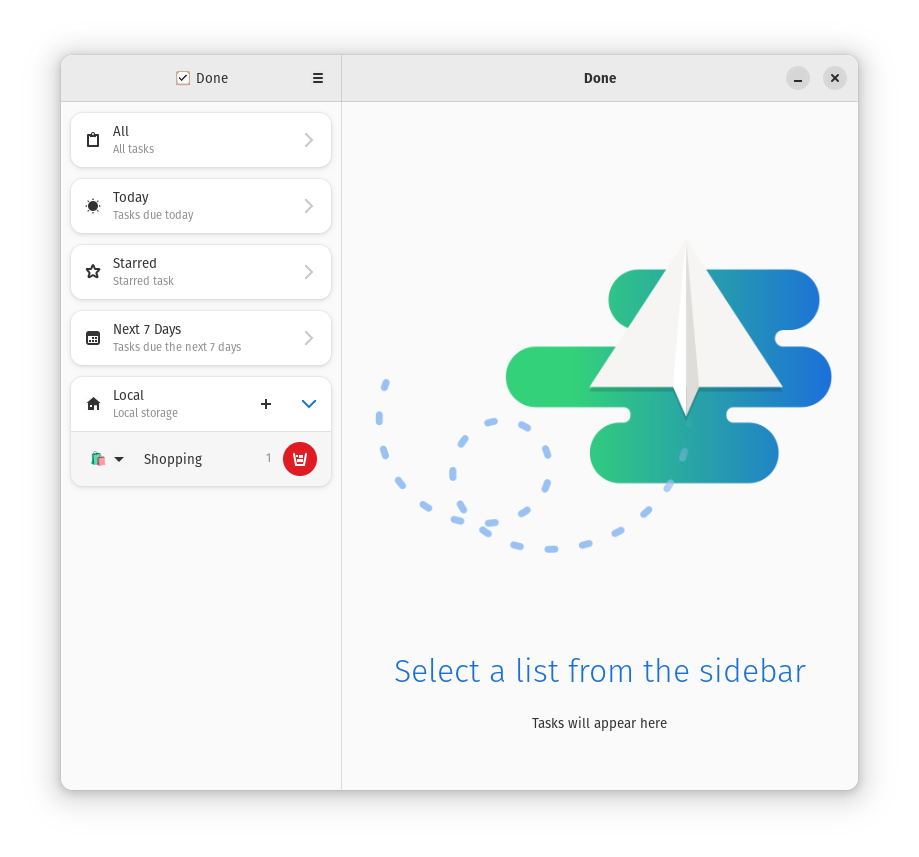 Done
Done
All
All tasks
Today
Tasks due today
Starred
Starred task
Next 7 Days
Tasks due the next 7 days
Local
Local storage
Shopping 1
Select a list from the sidebar
Tasks will appear here